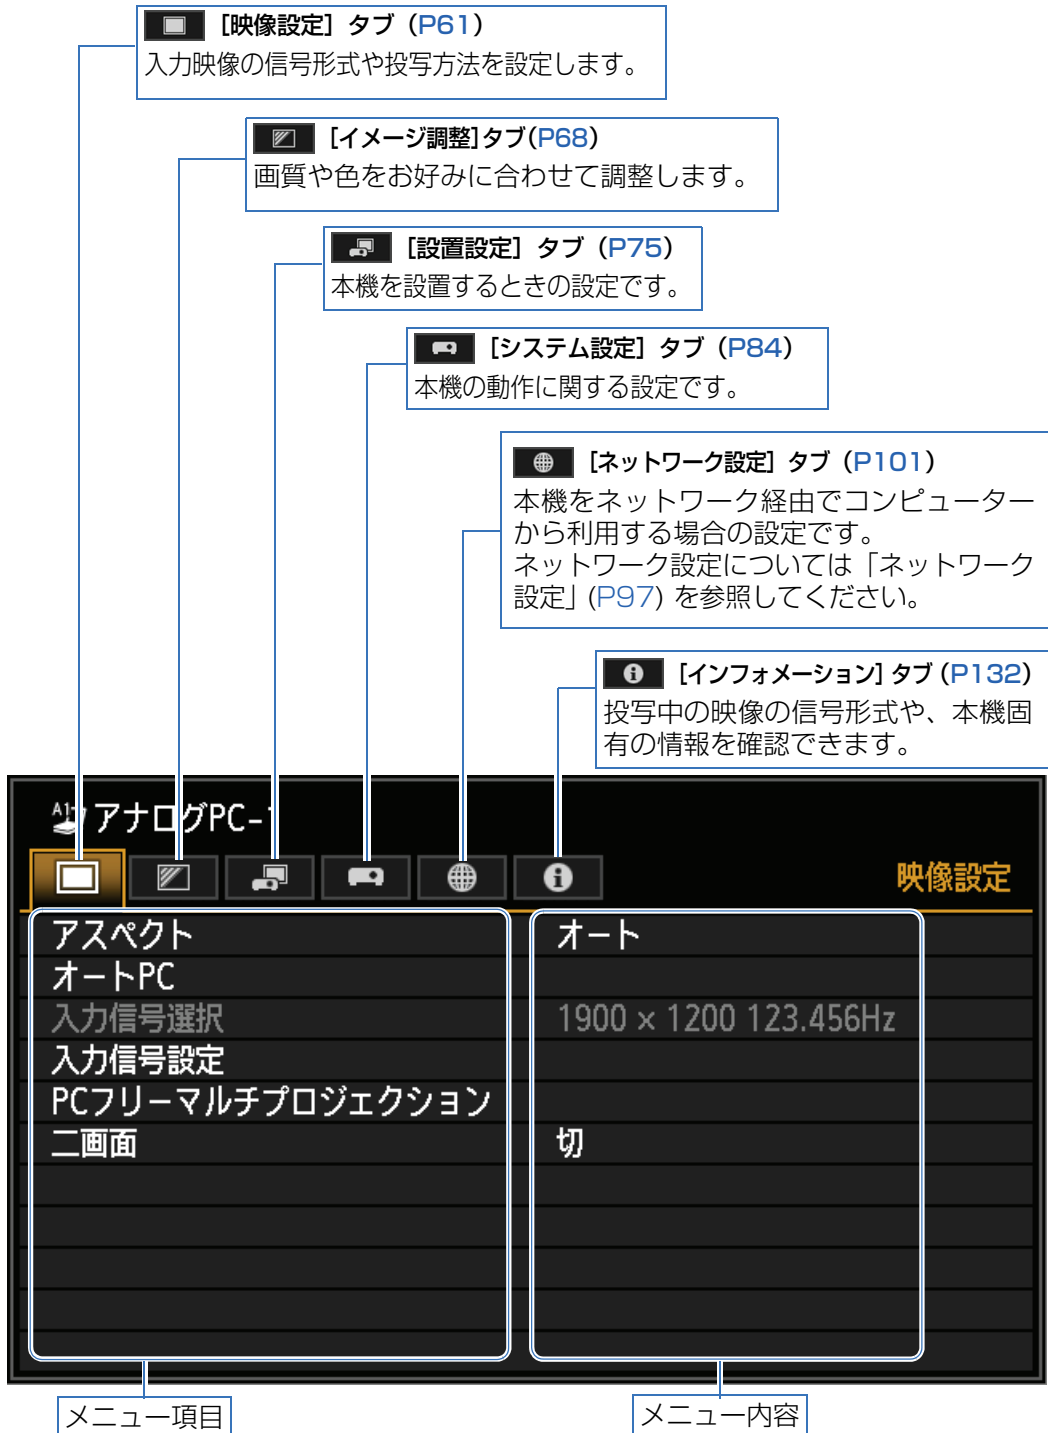 ［映像設定］タブ（P61）
入力映像の信号形式や投写方法を設定します。
［イメージ調整］タブ（P68）
画質や色をお好みに合わせて調整します。
［設置設定］タブ（P75）
本機を設置するときの設定です。
［システム設定］タブ（P84）
本機の動作に関する設定です。
［ネットワーク設定］タブ（P101）
本機をネットワーク経由でコンピューター
から利用する場合の設定です。
ネットワーク設定については「ネットワーク
設定」(P97) を参照してください。
［インフォメーション］タブ（P132）
投写中の映像の信号形式や、本機固
有の情報を確認できます。
A1 アナログPC-1
映像設定
アスペクト オート
オートPC
入力信号選択 1900 × 1200 123.456Hz
入力信号設定
PCフリーマルチプロジェクション
二画面 切
メニュー項目 メニュー内容